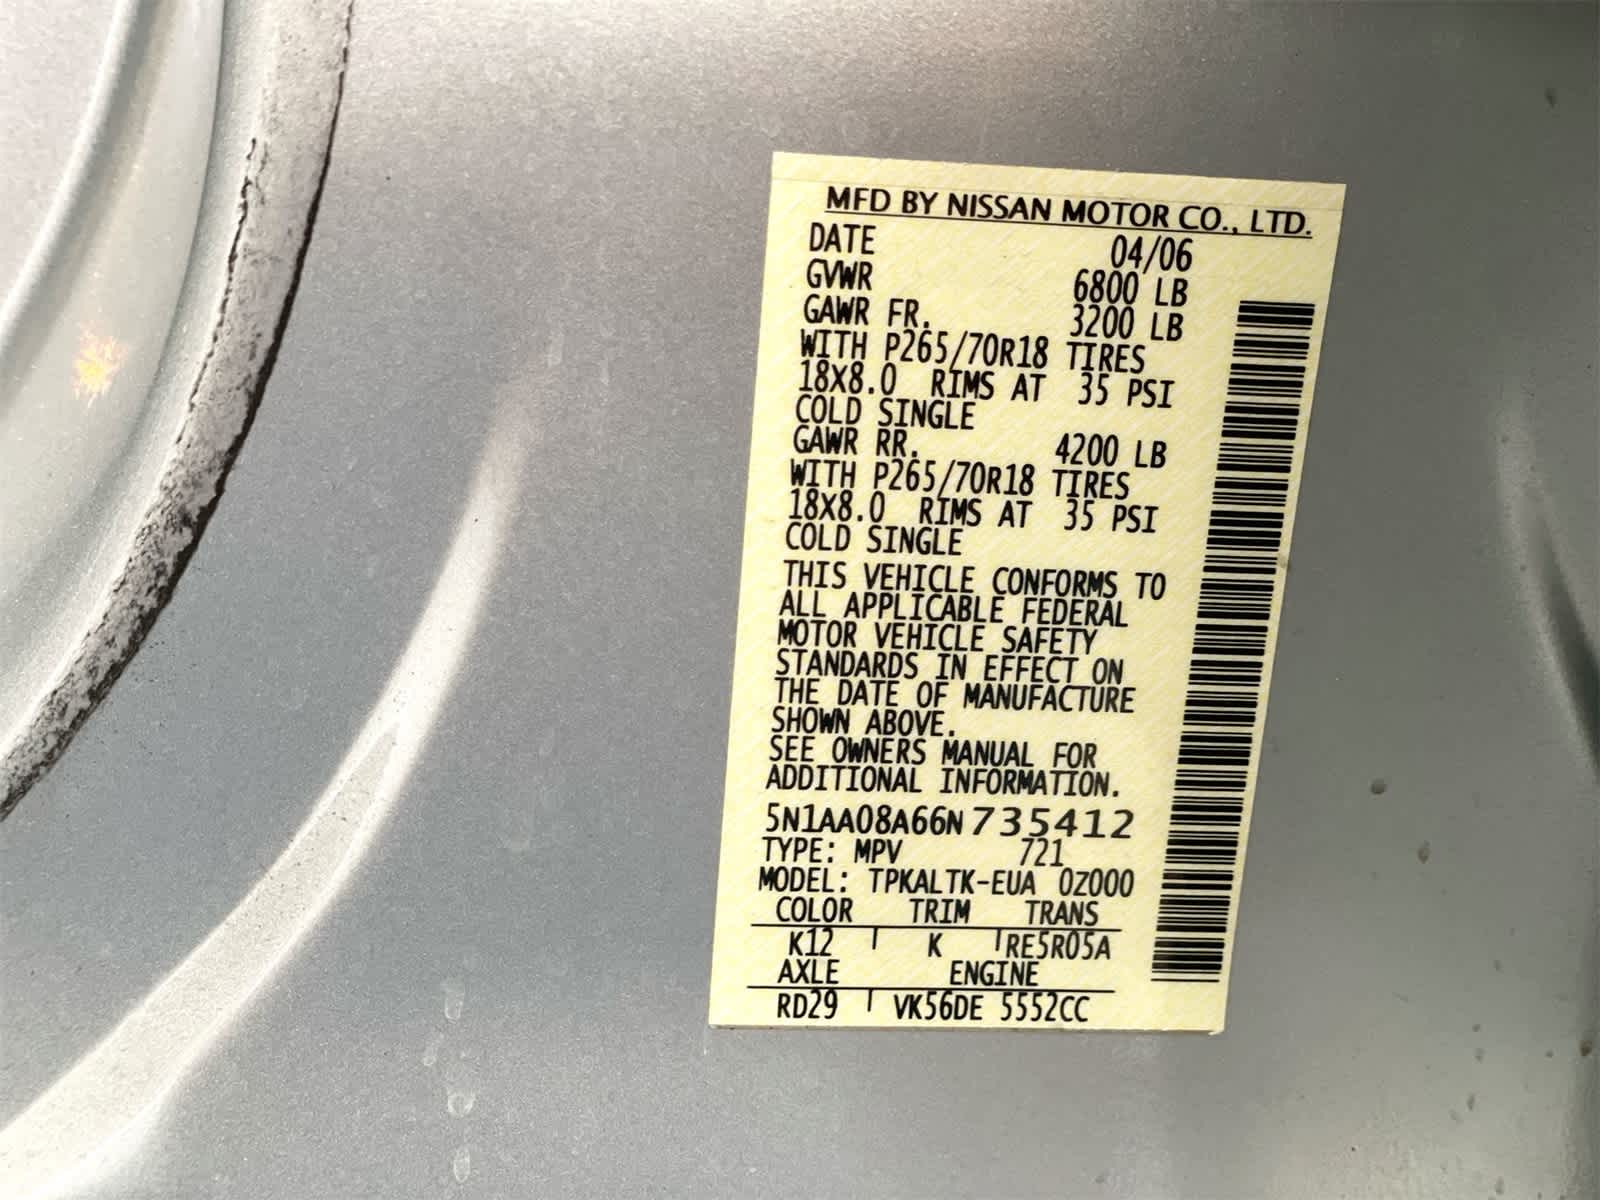 MFD BY NISSAN MOTOR CO., LTD.
DATE 04/06
GVWR 6800 LB
GAWR FR. 3200 LB
WITH P265/70R18 TIRES
18X8.0 RIMS AT 35 PSI
COLD SINGLE
GAWR RR. 4200 LB
WITH P265/70R18 TIRES
18X8.0 RIMS AT 35 PSI
COLD SINGLE
THIS VEHICLE CONFORMS TO
ALL APPLICABLE FEDERAL
MOTOR VEHICLE SAFETY
STANDARDS IN EFFECT ON
THE DATE OF MANUFACTURE
SHOWN ABOVE.
SEE OWNERS MANUAL FOR
ADDITIONAL INFORMATION.
5N1AA08A66N735412
TYPE: MPV 721
MODEL: TPKALTK-EUA 0Z000
COLOR TRIM TRANS
K12 K RE5R05A
AXLE ENGINE
RD29 VK56DE 5552CC